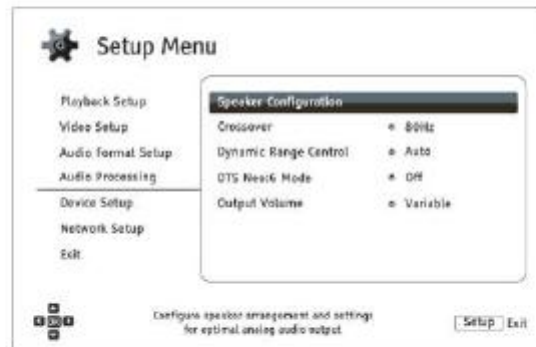 Setup Menu
Playback Setup
Video Setup
Audio Format Setup
Audio Processing
Device Setup
Network Setup
Exit
Speaker Configuration
Crossover 80Hz
Dynamic Range Control Auto
DTS Neo:6 Mode Off
Output Volume Variable
Configure speaker arrangement and settings
for optimal analog audio output
Setup Exit